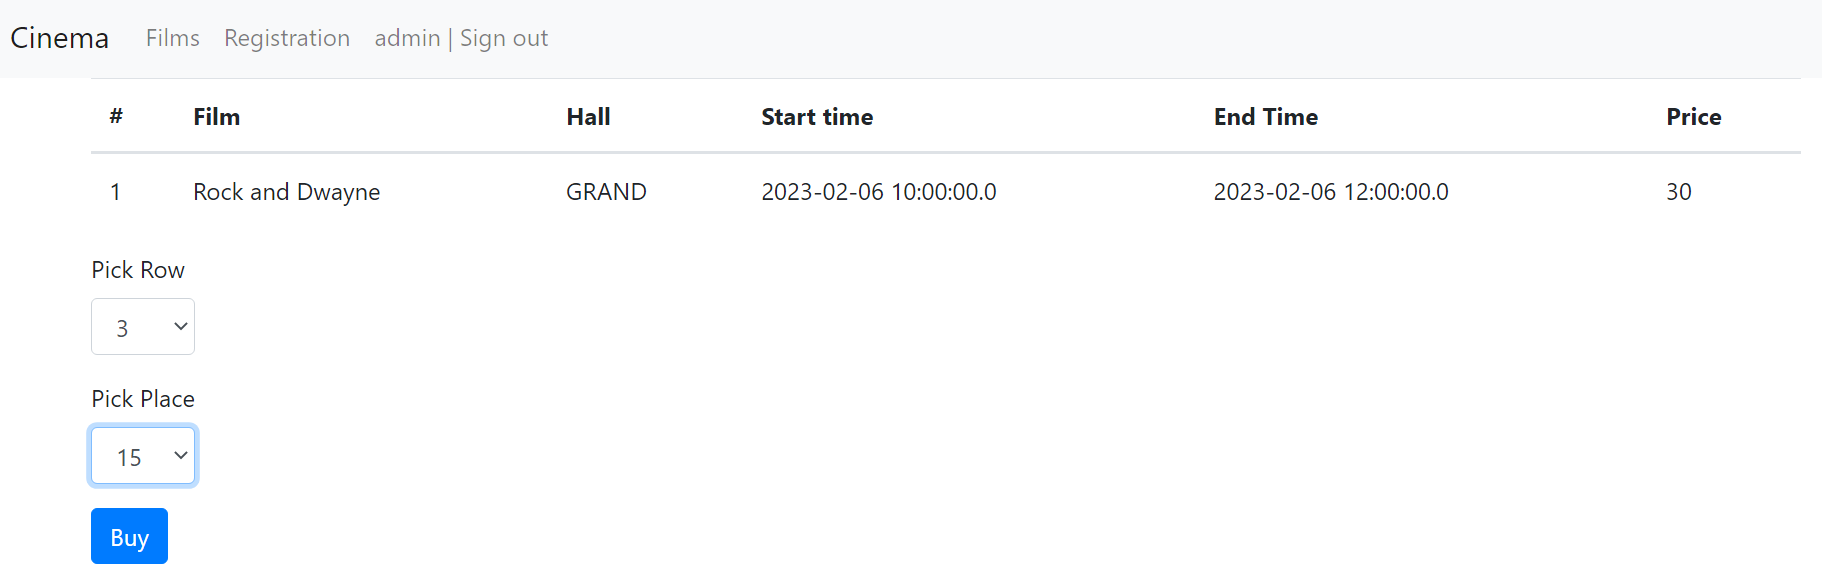 Cinema Films Registration admin | Sign out
# Film Hall Start time End Time Price
1 Rock and Dwayne GRAND 2023-02-06 10:00:00.0 2023-02-06 12:00:00.0 30
Pick Row
3
Pick Place
15
Buy